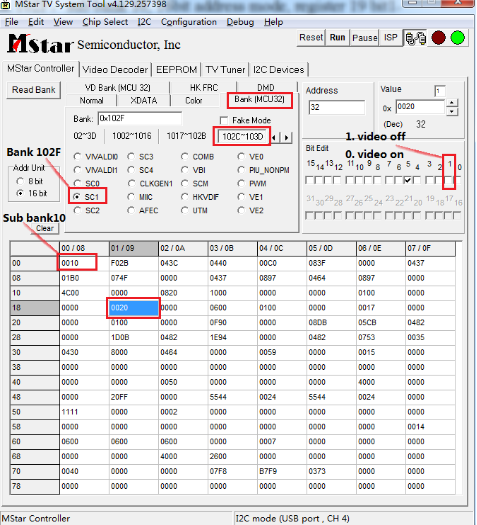 bit address mode, register 19 bit1
MStar TV System Tool v4.129.257398
File Edit View Chip Select I2C Configuration Debug Help
MStar Semiconductor, Inc
Reset Run Pause ISP
MStar Controller Video Decoder EEPROM TV Tuner I2C Devices
Read Bank
VD Bank (MCU 32) HK FRC DMD
Normal XDATA Color Bank (MCU32)
Bank: 0x102F Fake Mode
02~3D 1002~1016 1017~102B 102C~103D
Address
32
Value 1
0x 0020
(Dec) 32
1. video off
0. video on
Bank 102F
Addr Unit
8 bit
16 bit
Sub bank10
Clear
VIVALDI0 SC3 COMB VE0
VIVALDI1 SC4 VBI PIU_NONPM
SC0 CLKGEN1 SCM PWM
SC1 MIIC HKVDIF VE1
SC2 AFEC UTM VE2
Bit Edit
15 14 13 12 11 10 9 8 7 6 5 4 3 2 1 0
31 30 29 28 27 26 25 24 23 22 21 20 19 18 17 16
00 / 08 01 / 09 02 / 0A 03 / 0B 04 / 0C 05 / 0D 06 / 0E 07 / 0F
00 0010 F02B 043C 0440 00C0 083F 0000 0437
08 01B0 074F 0000 0437 0897 0464 0897 0000
10 4C00 0000 0820 1000 0000 0000 0100 0000
18 0000 0020 0000 0600 0100 0000 0017 0000
20 0000 0100 0000 0F90 0000 08DB 05CB 0482
28 0000 1D0B 0482 1E94 0000 0482 0753 0035
30 0430 8000 0464 0000 0059 0000 0015 0000
38 0000 0000 0000 0000 0000 0000 0000 0000
40 0000 0000 0050 0000 0000 0000 4000 0000
48 0000 20FF 0000 5544 0024 5544 0024 0000
50 1111 0000 0002 0000 0000 0000 0000 0000
58 0000 0000 0000 0000 0000 0000 0000 0014
60 0600 0600 0600 0000 0007 0000 0000 0000
68 0000 0000 4000 2600 0000 0000 0000 0000
70 0040 0000 0000 07F8 B7F9 0373 0000 0000
78 0000 0000 0000 0000 0000 0000 0000 0000
MStar Controller I2C mode (USB port , CH 4)